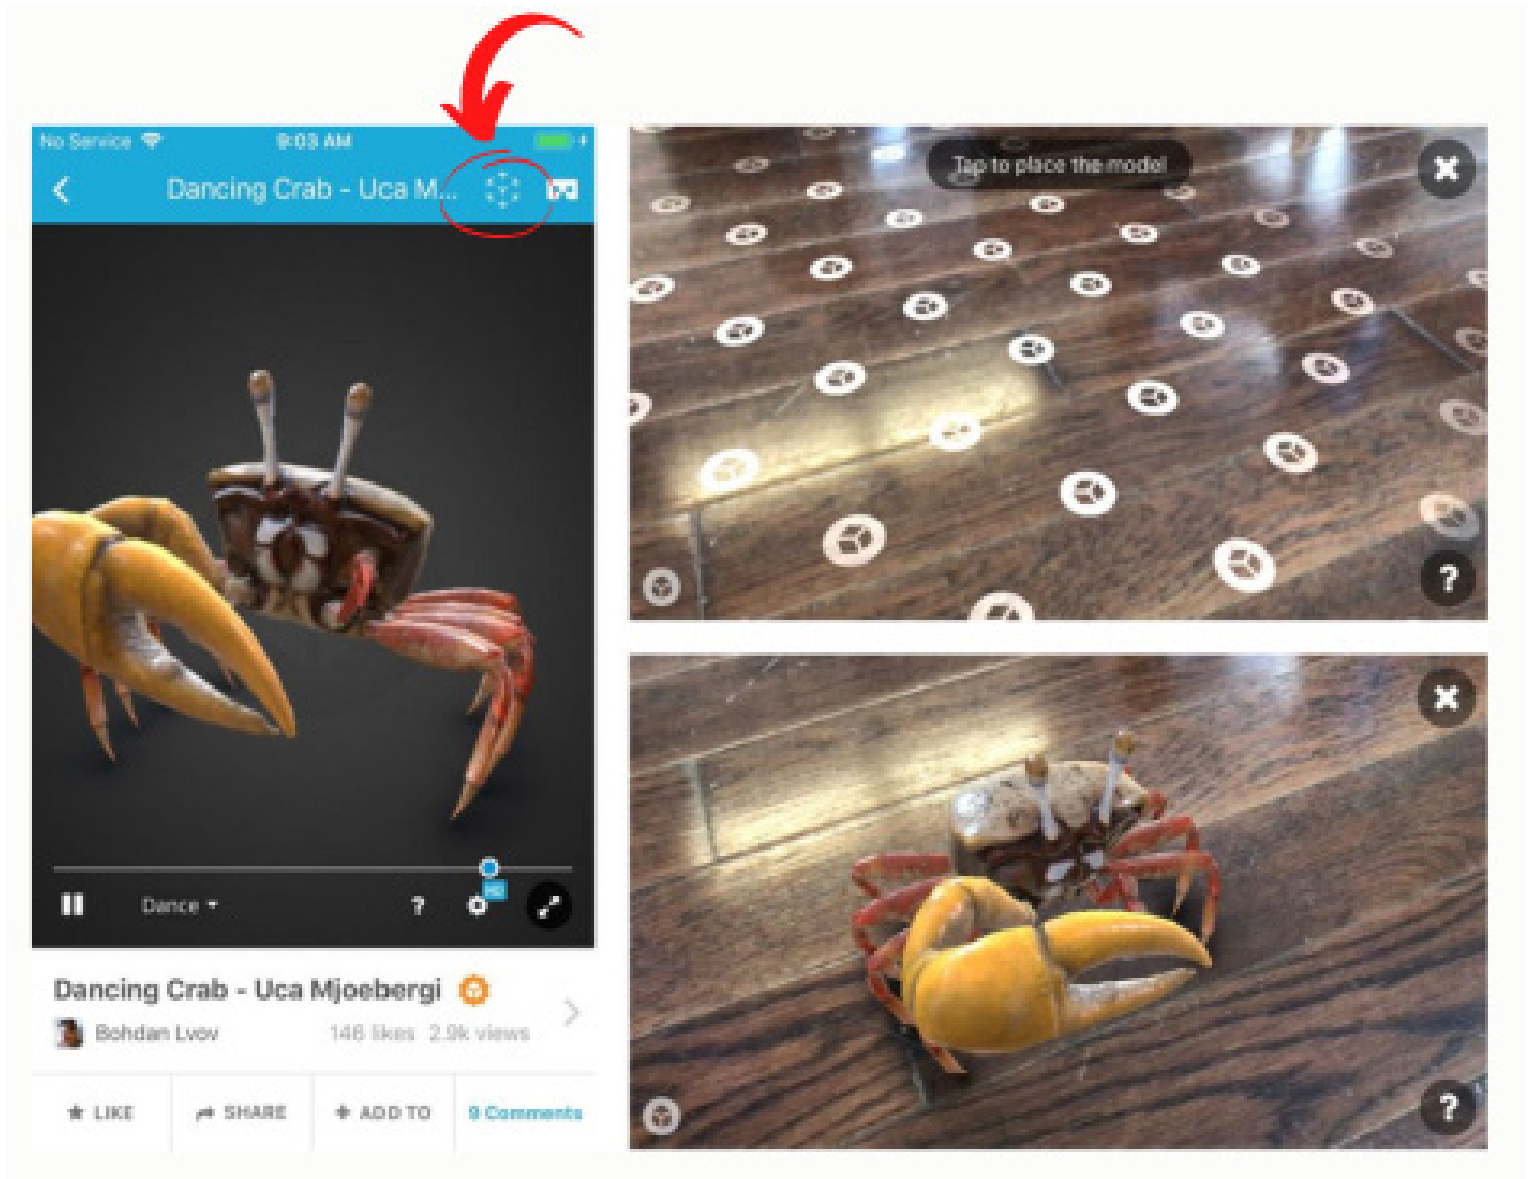 No Service
9:03 AM
Dancing Crab - Uca M...
HD
Dance
?
Dancing Crab - Uca Mjoebergi
Bohdan Lvov
146 likes 2.9k views
LIKE
SHARE
ADD TO
9 Comments
Tap to place the model
?
?